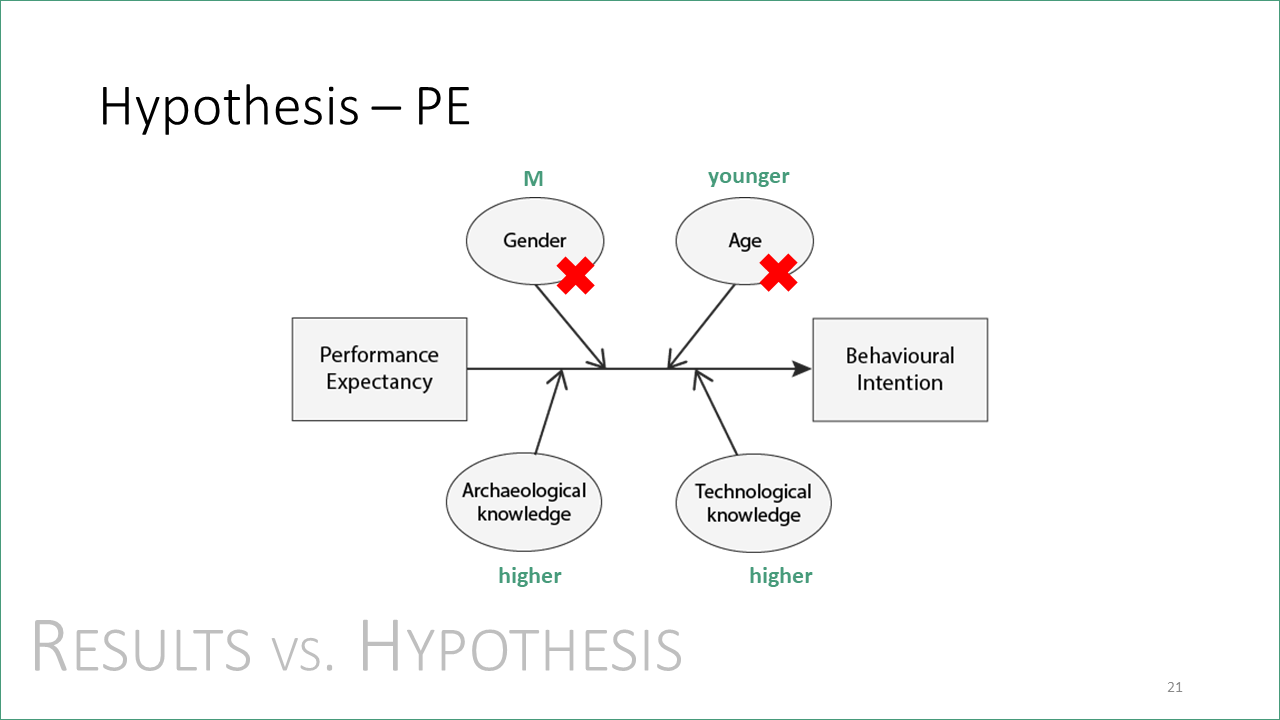 Hypothesis – PE
M
younger
Gender
Age
Performance
Expectancy
Behavioural
Intention
Archaeological
knowledge
Technological
knowledge
higher
higher
RESULTS VS. HYPOTHESIS
21